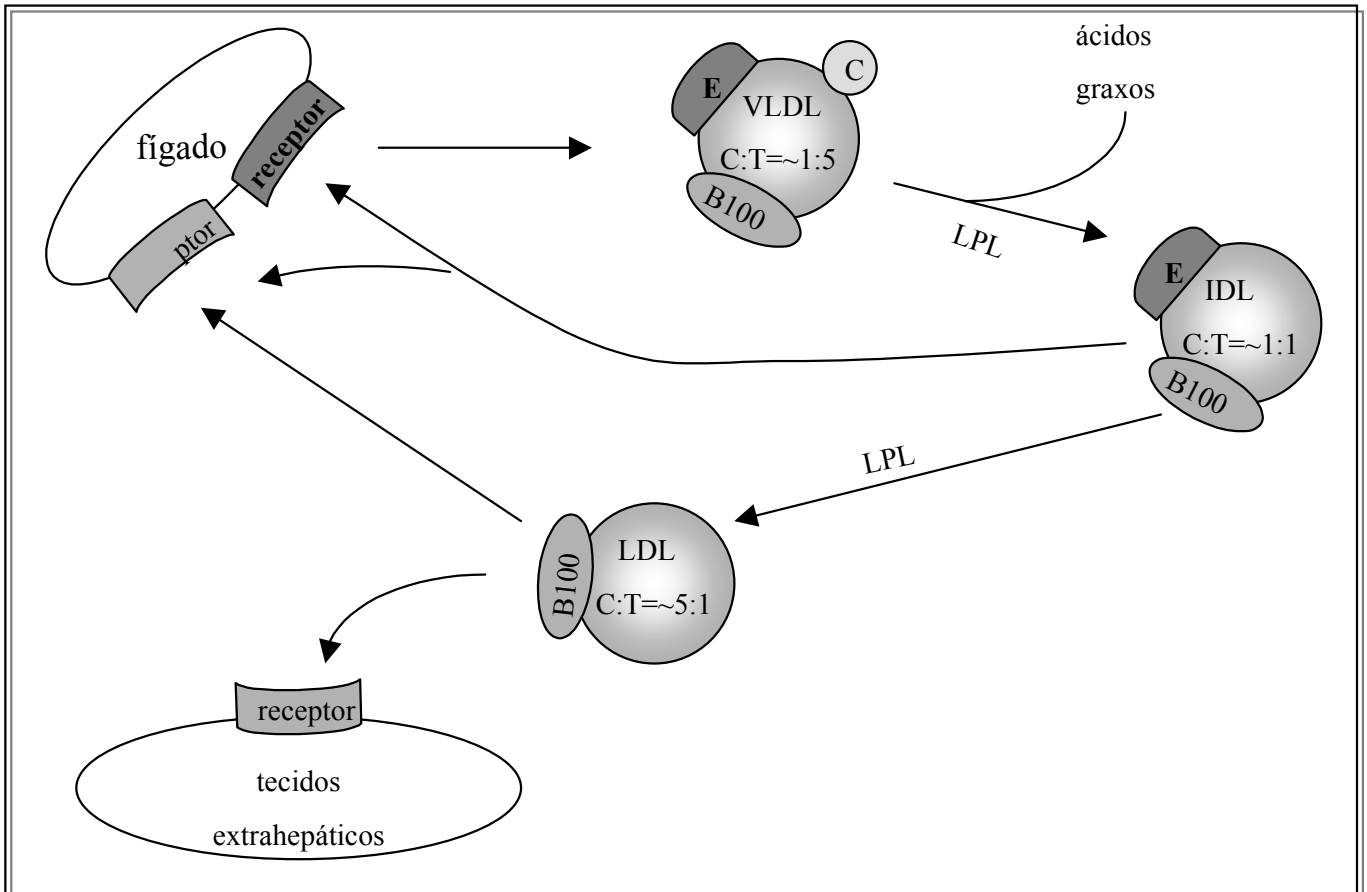 ácidos
graxos
fígado
receptor
ptor
E
C
VLDL
C:T=~1:5
B100
LPL
E
IDL
C:T=~1:1
B100
LPL
B100
LDL
C:T=~5:1
receptor
tecidos
extrahepáticos